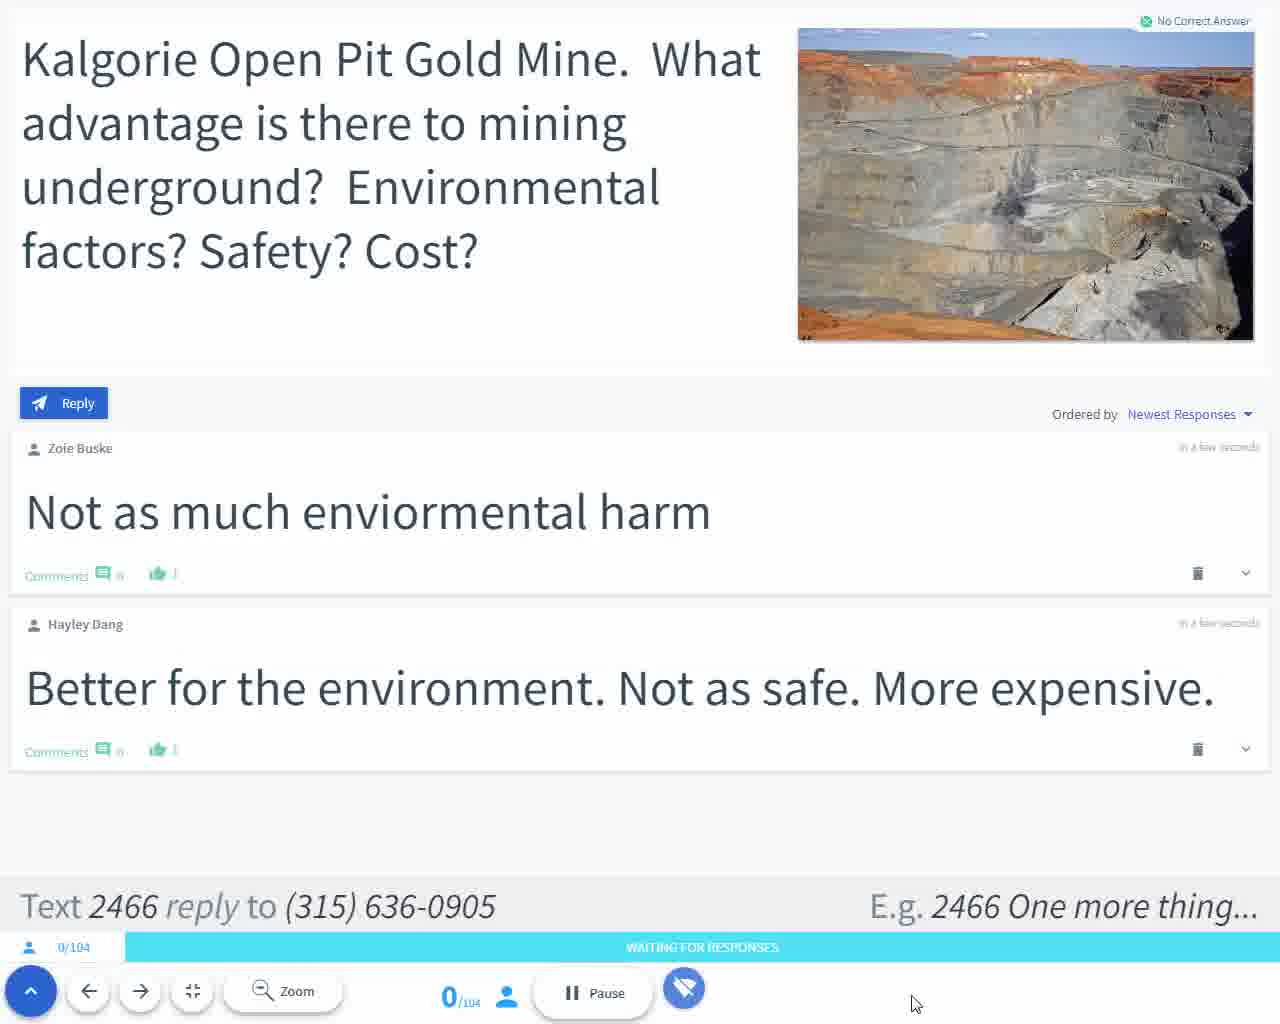 No Correct Answer
Kalgorie Open Pit Gold Mine.  What
advantage is there to mining
underground?  Environmental
factors? Safety? Cost?
Reply
Ordered by Newest Responses
Zoie Buske
in a few seconds
Not as much enviormental harm
Comments 0 1
Hayley Dang
in a few seconds
Better for the environment. Not as safe. More expensive.
Comments 0
Text 2466 reply to (315) 636-0905
E.g. 2466 One more thing...
0/104
WAITING FOR RESPONSES
Zoom
0/104
Pause